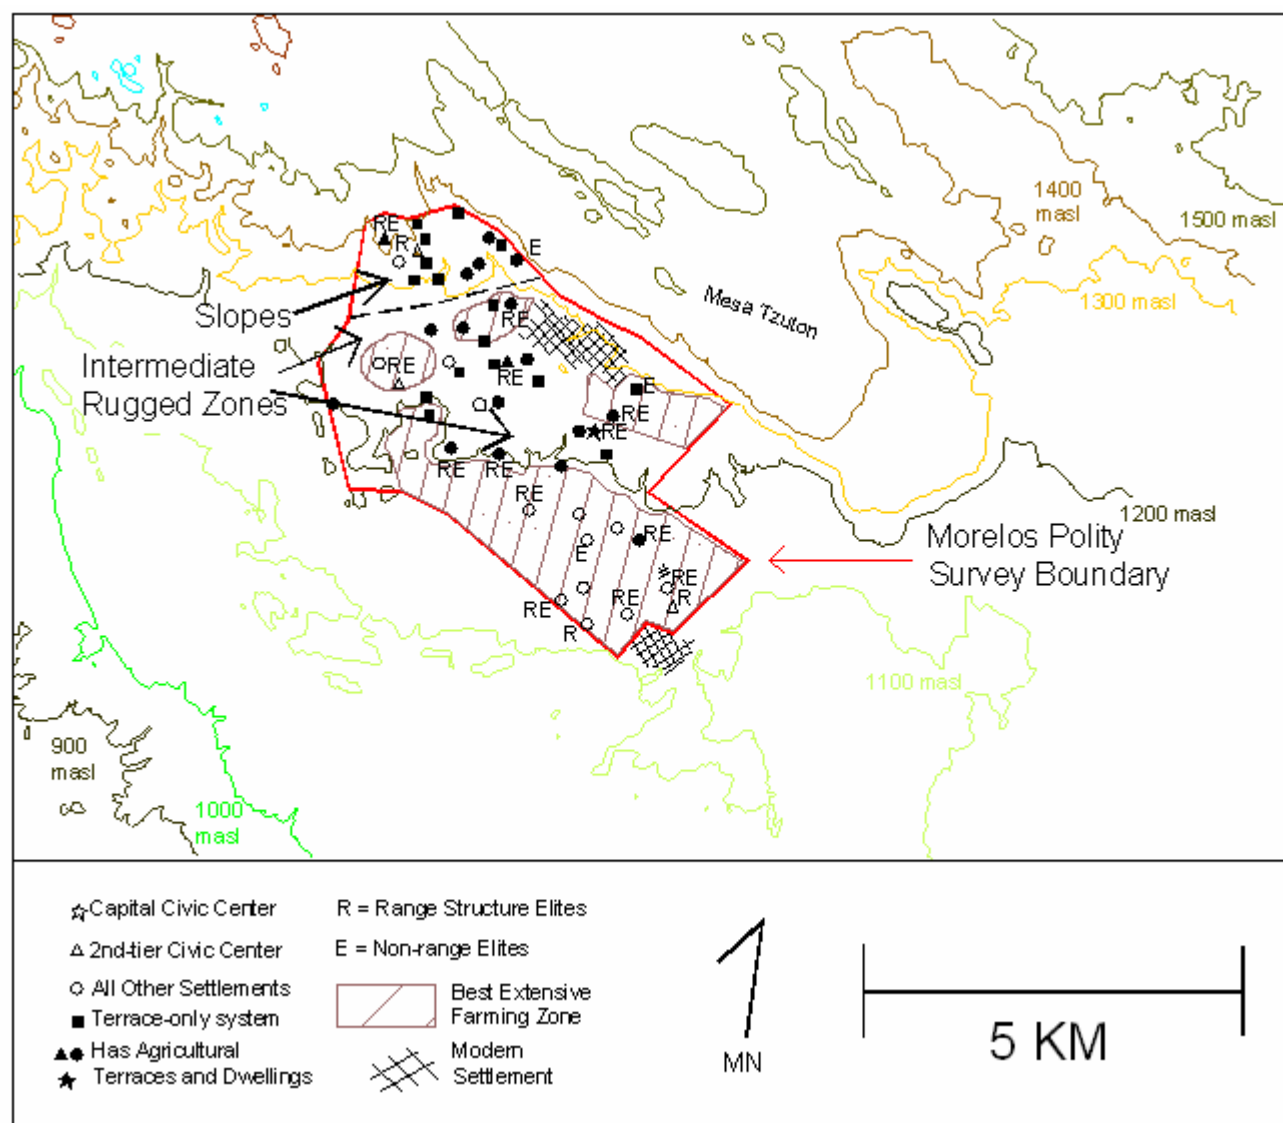 1400
masl
1500 masl
RE
R
E
1300 masl
Mesa Tzuton
Slopes
RE
Intermediate
Rugged Zones
RE
RE
E
RE
RE
RE
RE
RE
1200 masl
RE
Morelos Polity
Survey Boundary
E
RE
RE
RE
R
R
1100 masl
900
masl
1000
masl
Capital Civic Center
R = Range Structure Elites
2nd-tier Civic Center
E = Non-range Elites
All Other Settlements
Best Extensive
Farming Zone
Terrace-only system
Has Agricultural
Terraces and Dwellings
Modern
Settlement
MN
5 KM